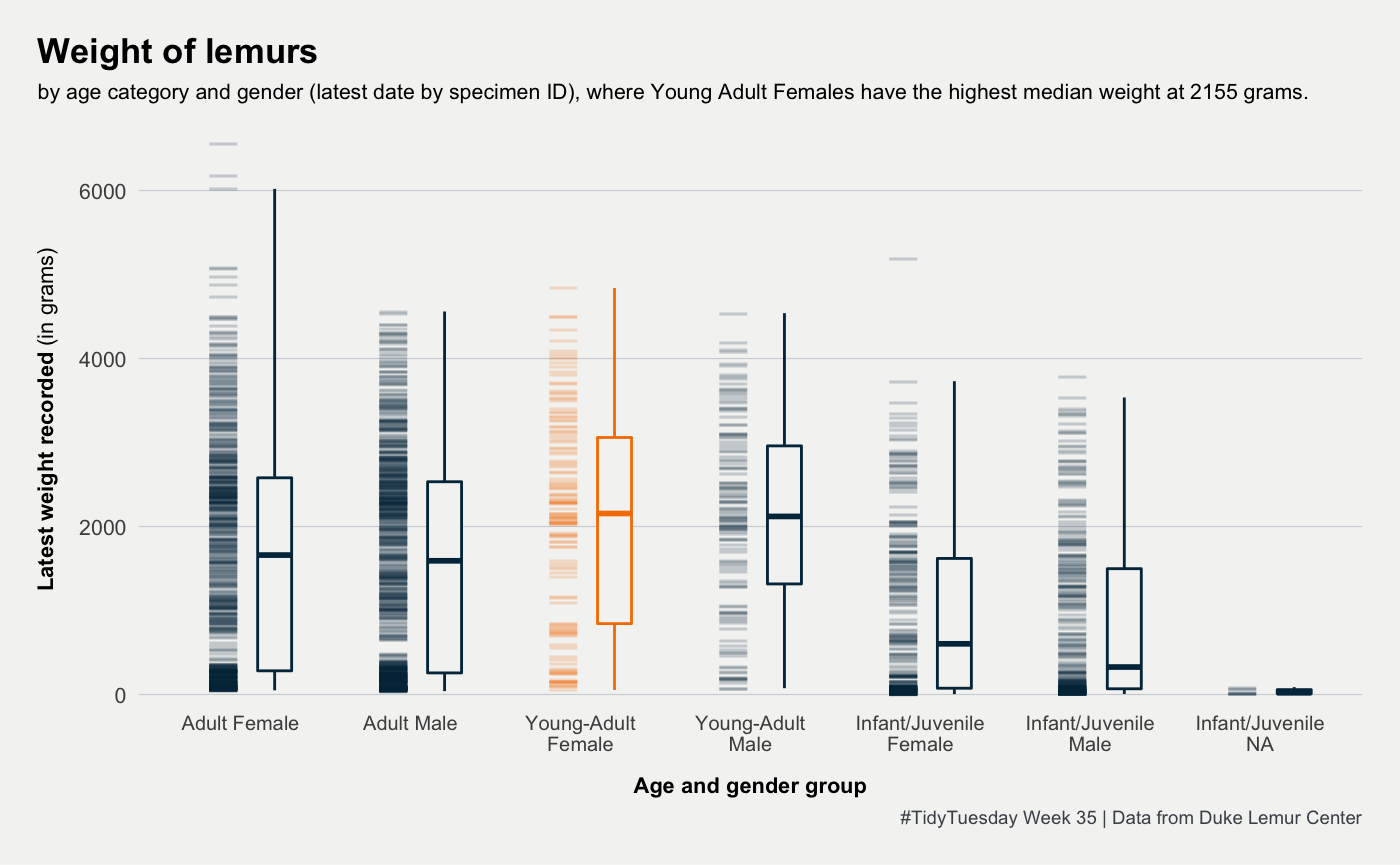 Weight of lemurs
by age category and gender (latest date by specimen ID), where Young Adult Females have the highest median weight at 2155 grams.
Latest weight recorded (in grams)
6000
4000
2000
0
Adult Female
Adult Male
Young-Adult
Female
Young-Adult
Male
Infant/Juvenile
Female
Infant/Juvenile
Male
Infant/Juvenile
NA
Age and gender group
#TidyTuesday Week 35 | Data from Duke Lemur Center